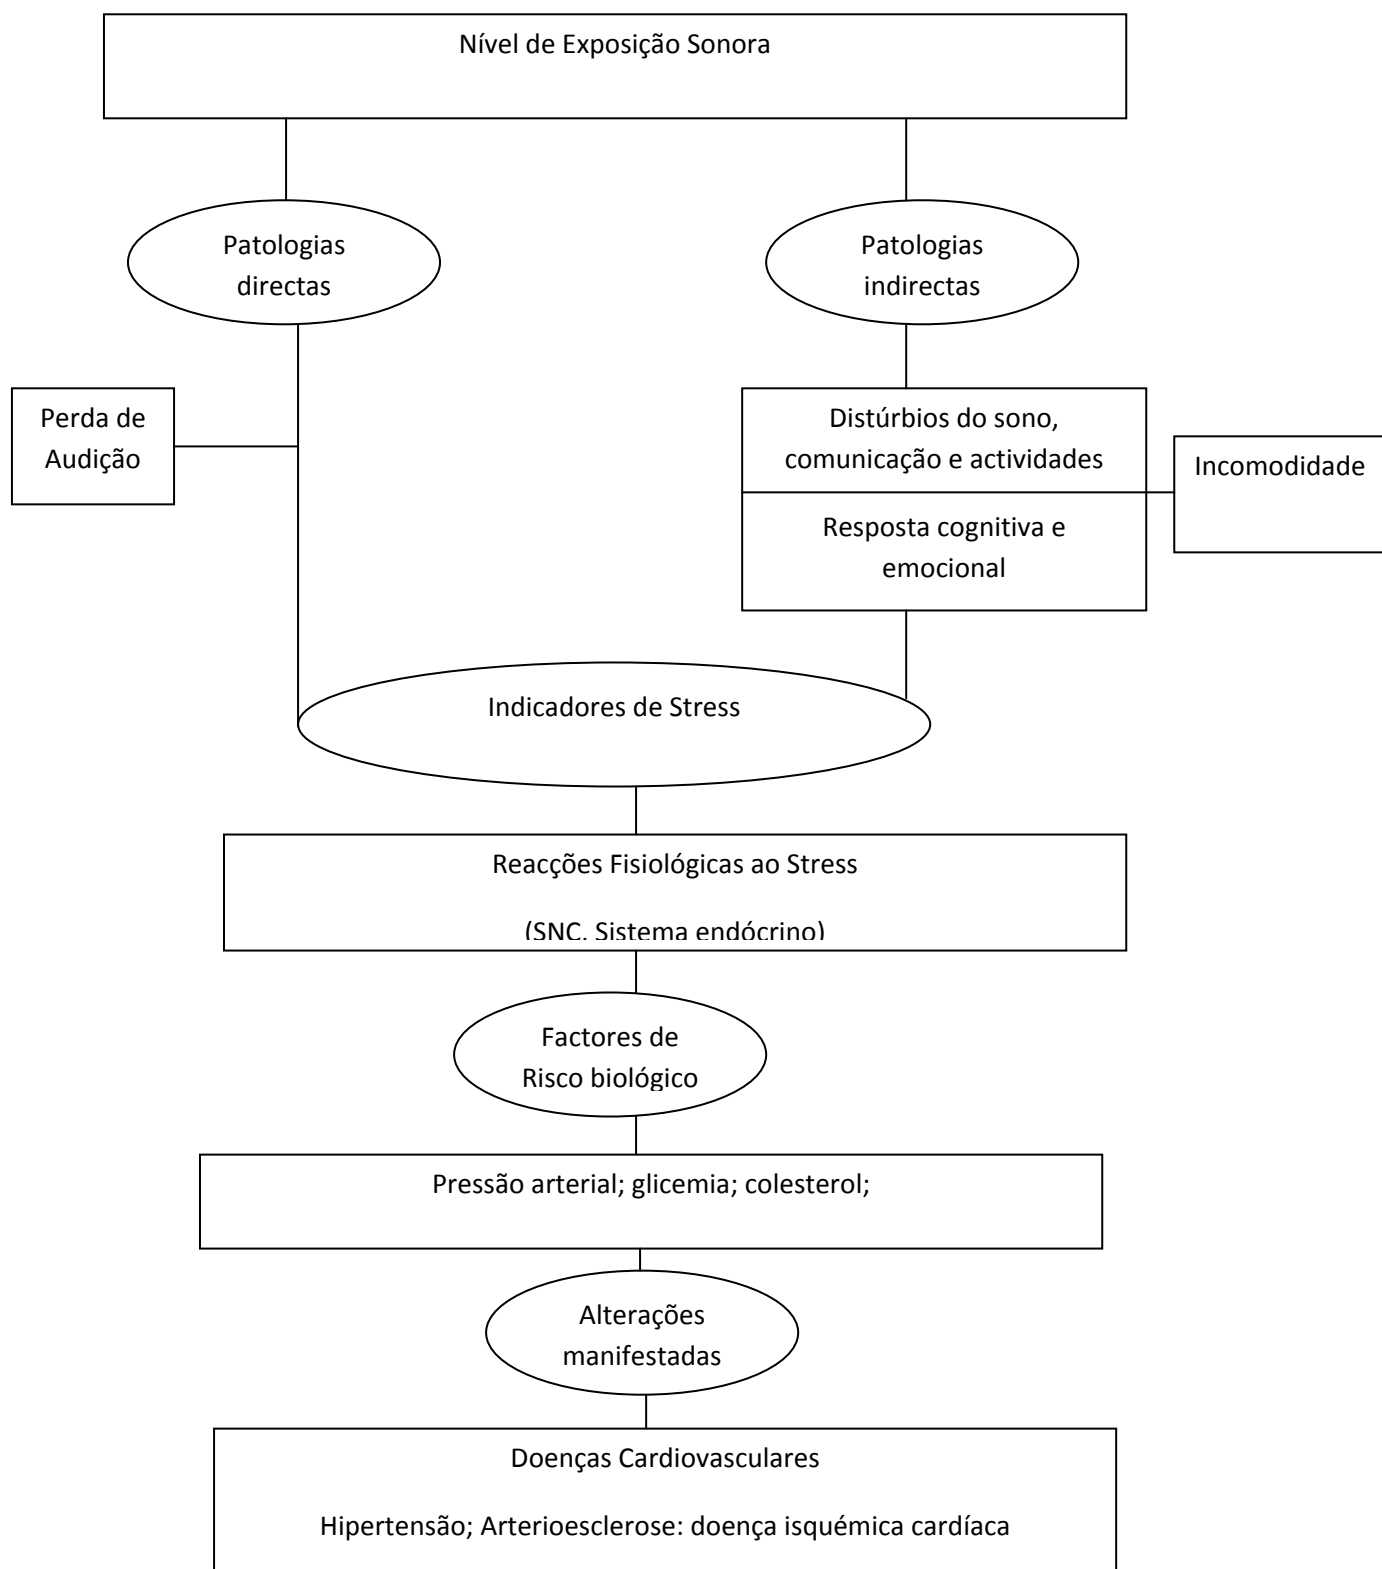 Nível de Exposição Sonora
Patologias
directas
Patologias
indirectas
Perda de
Audição
Distúrbios do sono,
comunicação e actividades
Incomodidade
Resposta cognitiva e
emocional
Indicadores de Stress
Reacções Fisiológicas ao Stress
(SNC. Sistema endócrino)
Factores de
Risco biológico
Pressão arterial; glicemia; colesterol;
Alterações
manifestadas
Doenças Cardiovasculares
Hipertensão; Arterioesclerose: doença isquémica cardíaca